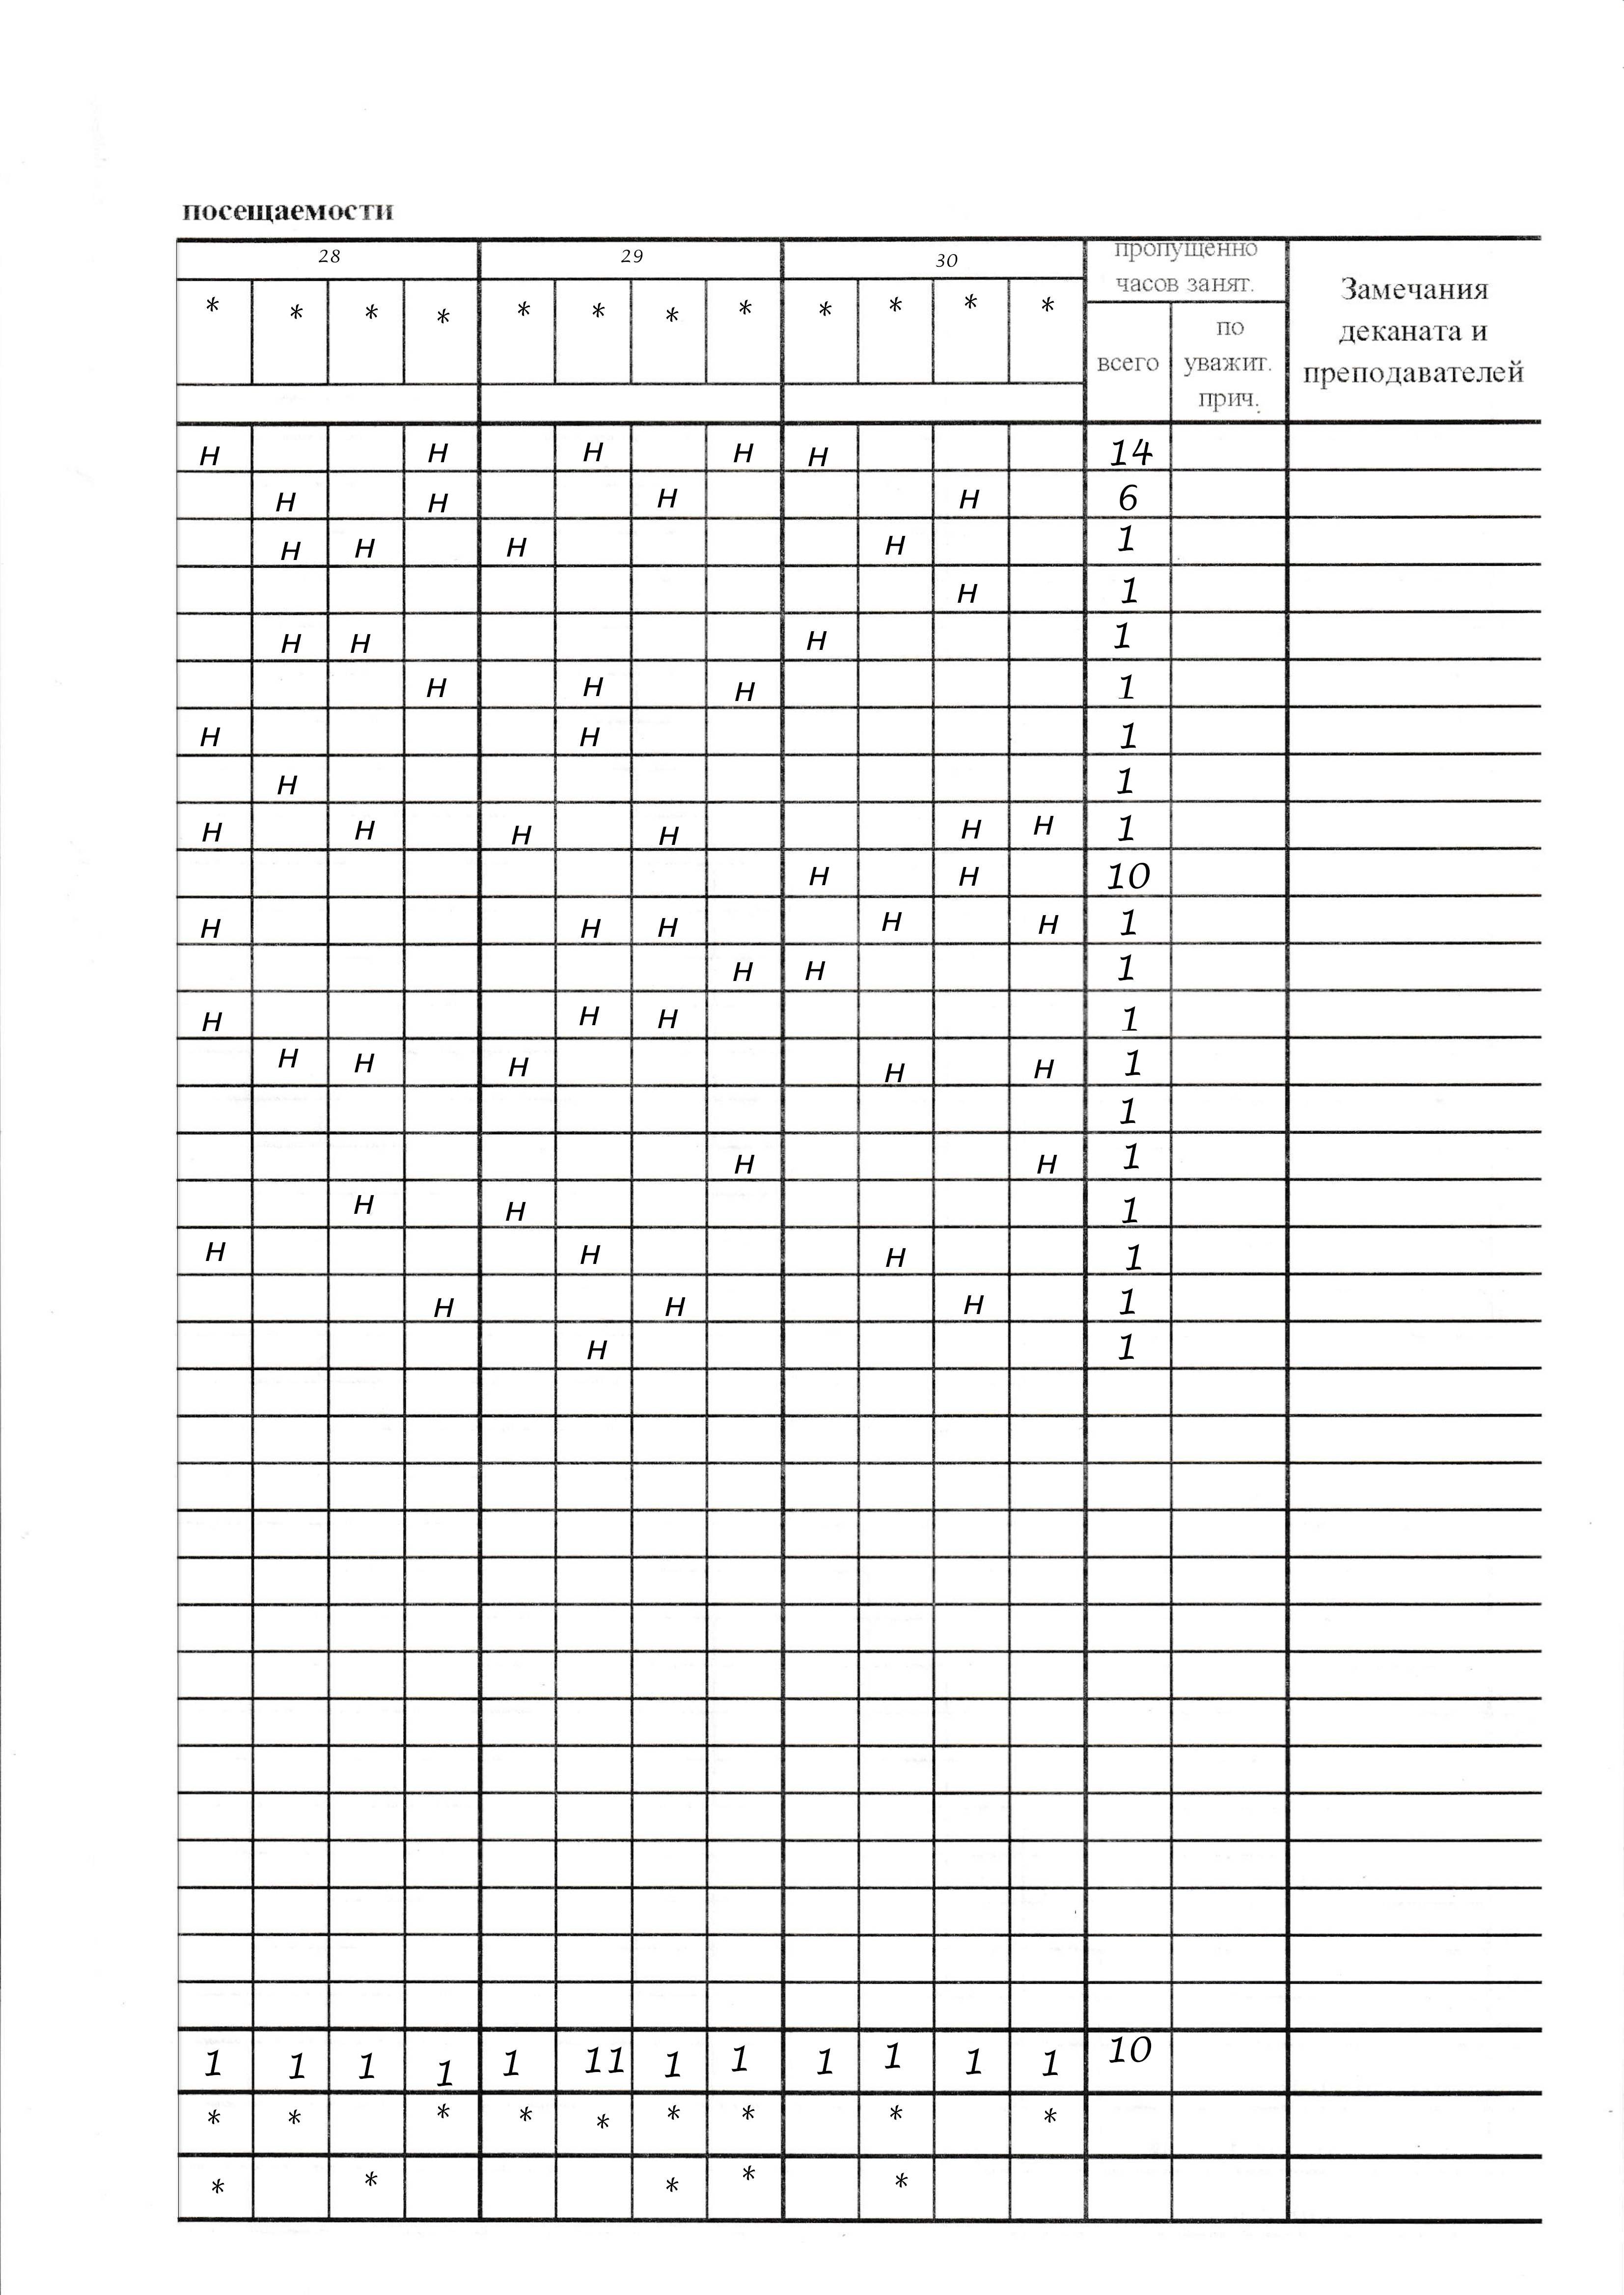 посещаемости
28 29 30 пропущенно часов занят. Замечания деканата и преподавателей
* * * * * * * * * * * * всего по уважит. прич.
н н н н н 14
н н н н 6
н н н н 1
н 1
н н н 1
н н н 1
н н 1
н 1
н н н н н н 1
н н 10
н н н н н 1
н н 1
н н н 1
н н н н н 1
1
н н 1
н н 1
н н н 1
н н н 1
н 1
1 1 1 1 1 11 1 1 1 1 1 1 10
* * * * * * * * *
* * * * *